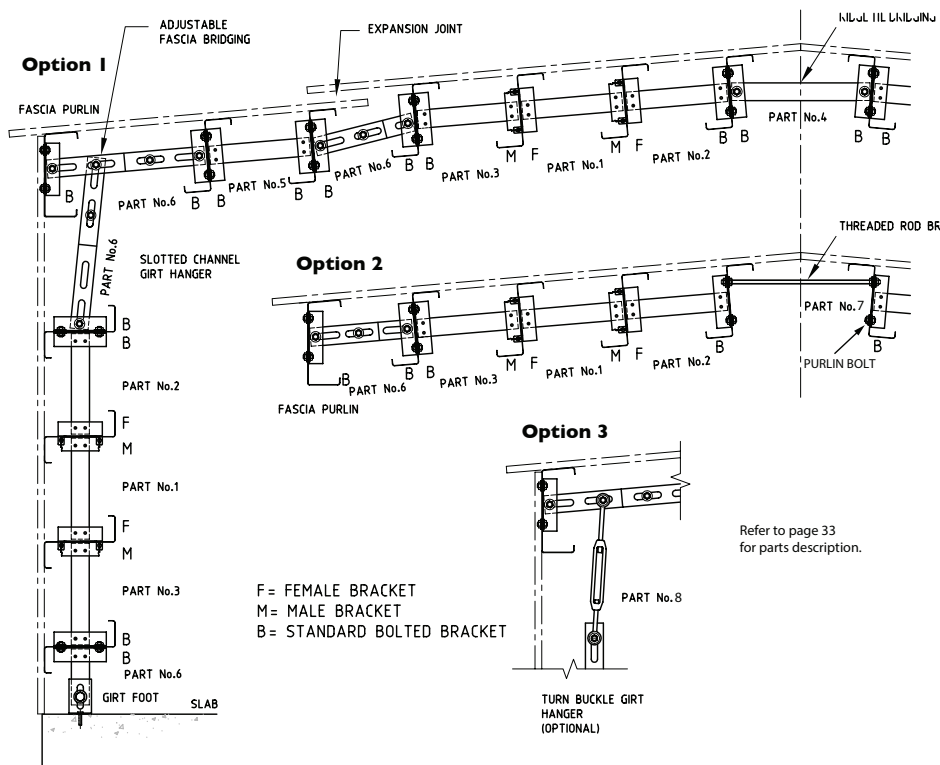 ADJUSTABLE
FASCIA BRIDGING
EXPANSION JOINT
Option 1
FASCIA PURLIN
PART No.4
B
B
B
B
M
F
M
F
PART No.2
PART No.1
PART No.3
B
B
PART No.6
B
B
PART No.5
B
B
PART No.6
B
PART No.6
SLOTTED CHANNEL
GIRT HANGER
THREADED ROD BR
Option 2
PART No.7
PURLIN BOLT
B
B
M
F
M
F
PART No.2
PART No.1
PART No.3
B
B
PART No.6
B
FASCIA PURLIN
B
B
PART No.2
F
M
PART No.1
F
M
PART No.3
B
B
PART No.6
GIRT FOOT
SLAB
Option 3
Refer to page 33
for parts description.
PART No.8
F= FEMALE BRACKET
M= MALE BRACKET
B= STANDARD BOLTED BRACKET
TURN BUCKLE GIRT
HANGER
(OPTIONAL)